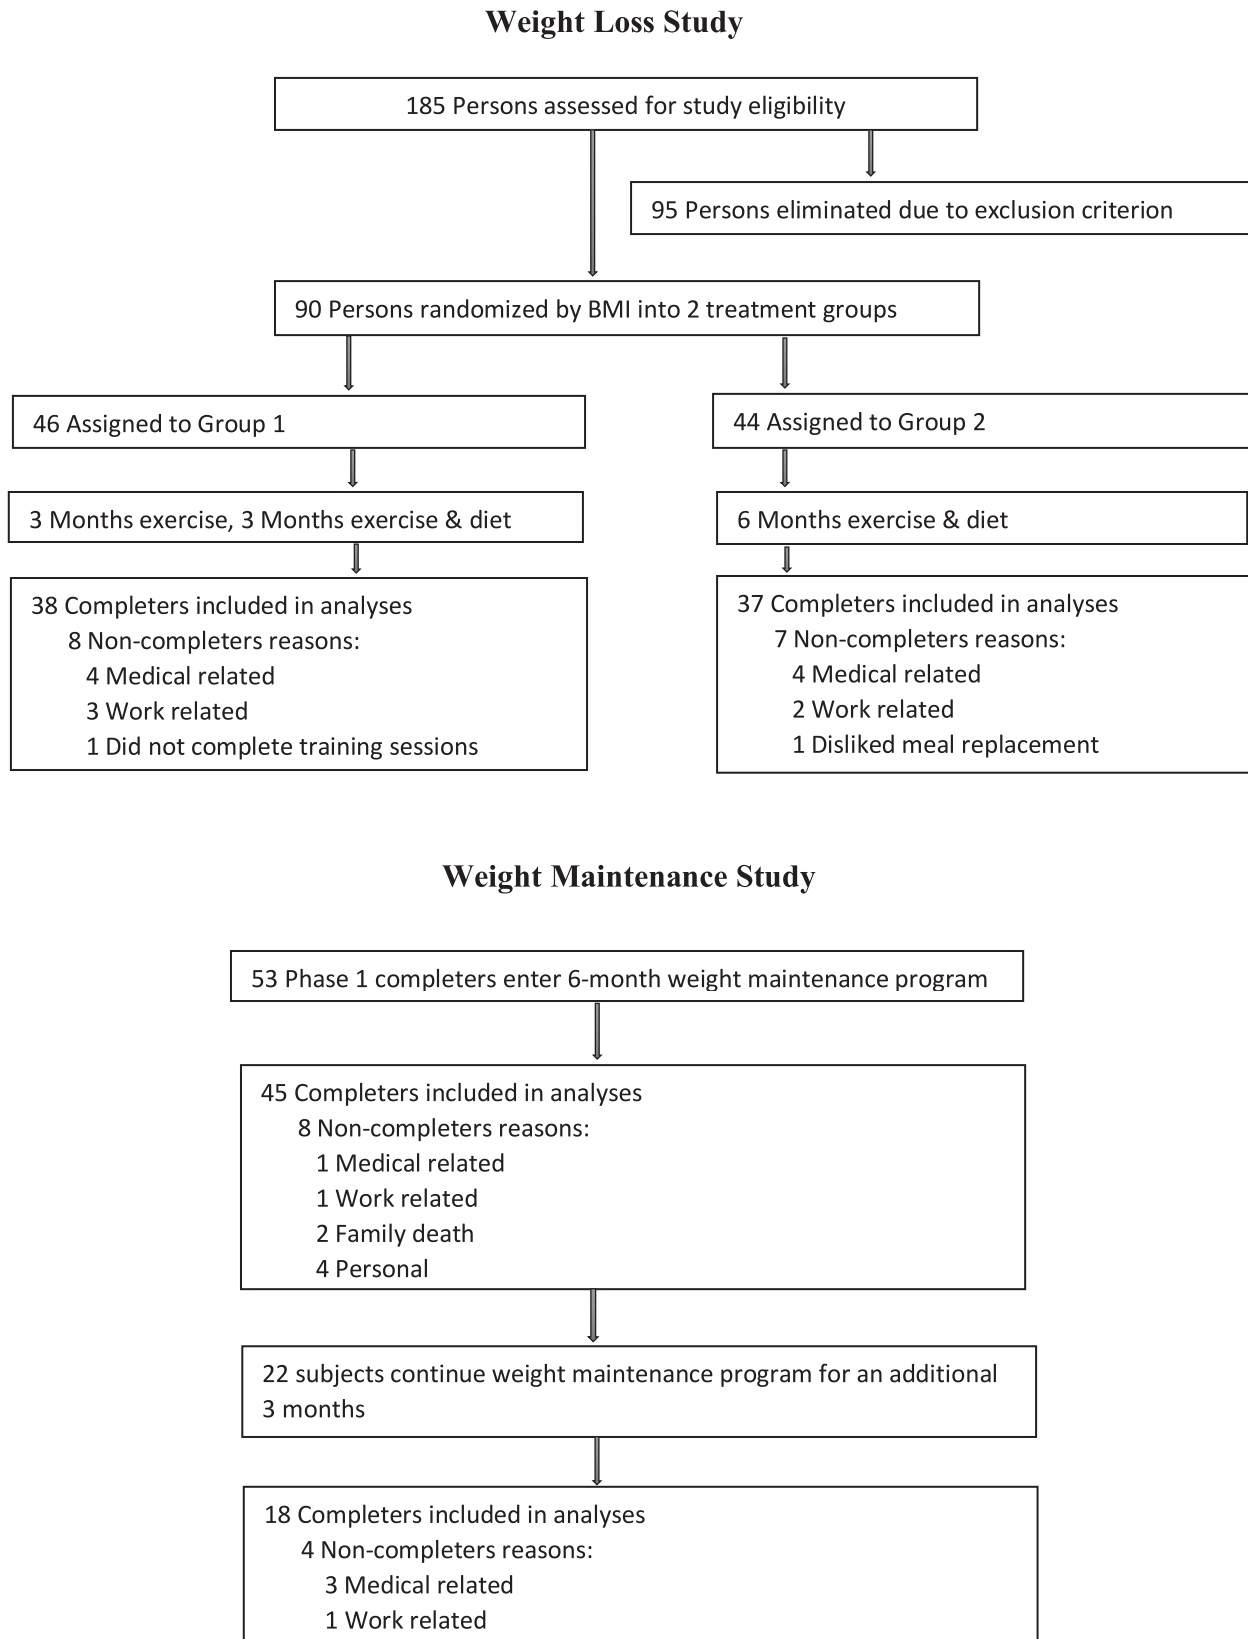 Weight Loss Study
185 Persons assessed for study eligibility
95 Persons eliminated due to exclusion criterion
90 Persons randomized by BMI into 2 treatment groups
46 Assigned to Group 1
44 Assigned to Group 2
3 Months exercise, 3 Months exercise & diet
6 Months exercise & diet
38 Completers included in analyses
8 Non-completers reasons:
4 Medical related
3 Work related
1 Did not complete training sessions
37 Completers included in analyses
7 Non-completers reasons:
4 Medical related
2 Work related
1 Disliked meal replacement
Weight Maintenance Study
53 Phase 1 completers enter 6-month weight maintenance program
45 Completers included in analyses
8 Non-completers reasons:
1 Medical related
1 Work related
2 Family death
4 Personal
22 subjects continue weight maintenance program for an additional
3 months
18 Completers included in analyses
4 Non-completers reasons:
3 Medical related
1 Work related